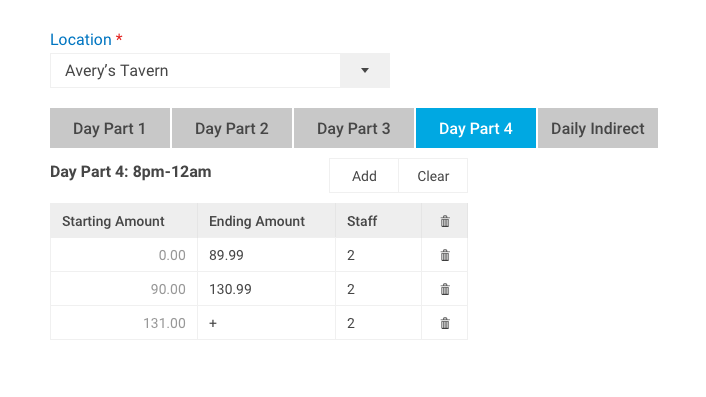 Location *
Avery’s Tavern
Day Part 1 Day Part 2 Day Part 3 Day Part 4 Daily Indirect
Day Part 4: 8pm-12am Add Clear
Starting Amount Ending Amount Staff
0.00 89.99 2
90.00 130.99 2
131.00 + 2